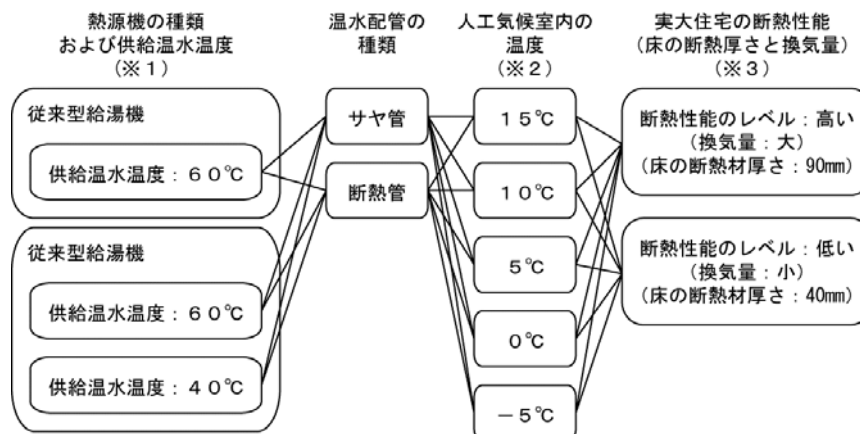 熱源機の種類
および供給温水温度
(※1)
温水配管の
種類
人工気候室内の
温度
(※2)
実大住宅の断熱性能
(床の断熱厚さと換気量)
(※3)
従来型給湯機
供給温水温度:60℃
従来型給湯機
供給温水温度:60℃
供給温水温度:40℃
サヤ管
断熱管
15℃
10℃
5℃
0℃
-5℃
断熱性能のレベル:高い
(換気量:大)
(床の断熱材厚さ:90㎜)
断熱性能のレベル:低い
(換気量:小)
(床の断熱材厚さ:40㎜)